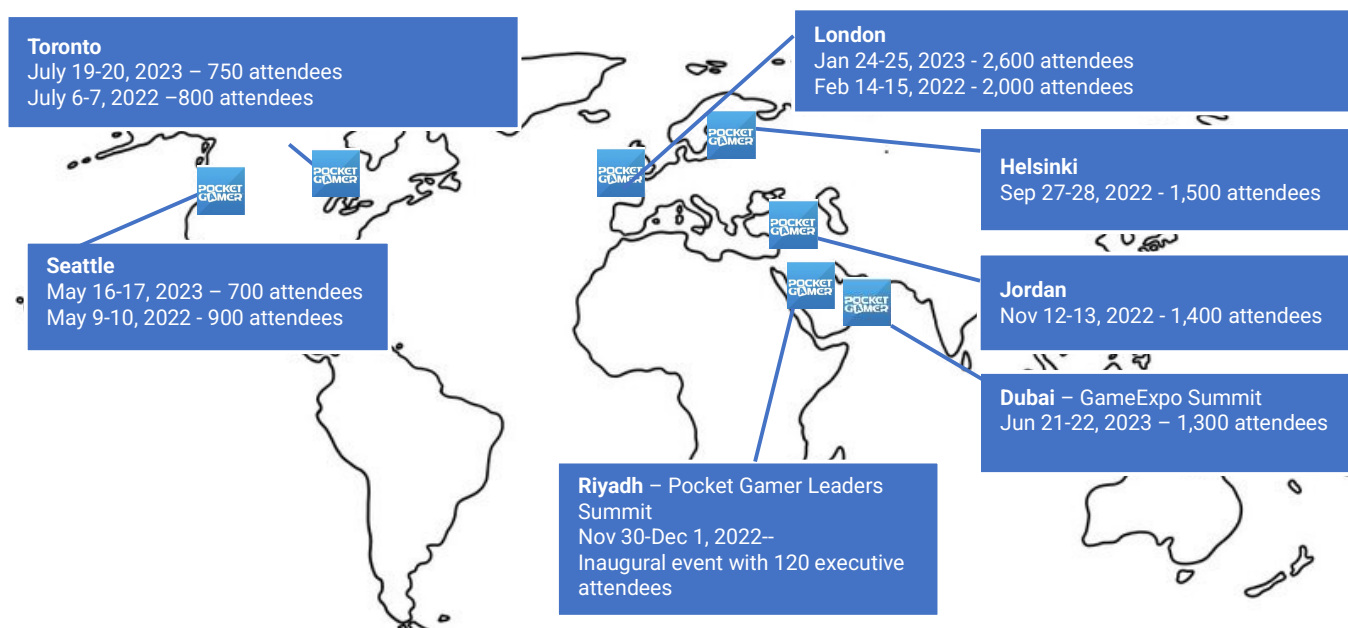 Toronto
July 19-20, 2023 – 750 attendees
July 6-7, 2022 –800 attendees
London
Jan 24-25, 2023 - 2,600 attendees
Feb 14-15, 2022 - 2,000 attendees
POCKET
GAMER
POCKET
GAMER
POCKET
GAMER
POCKET
GAMER
Helsinki
Sep 27-28, 2022 - 1,500 attendees
POCKET
GAMER
Seattle
May 16-17, 2023 – 700 attendees
May 9-10, 2022 - 900 attendees
POCKET
GAMER
POCKET
GAMER
Jordan
Nov 12-13, 2022 - 1,400 attendees
Dubai – GameExpo Summit
Jun 21-22, 2023 – 1,300 attendees
Riyadh – Pocket Gamer Leaders
Summit
Nov 30-Dec 1, 2022--
Inaugural event with 120 executive
attendees